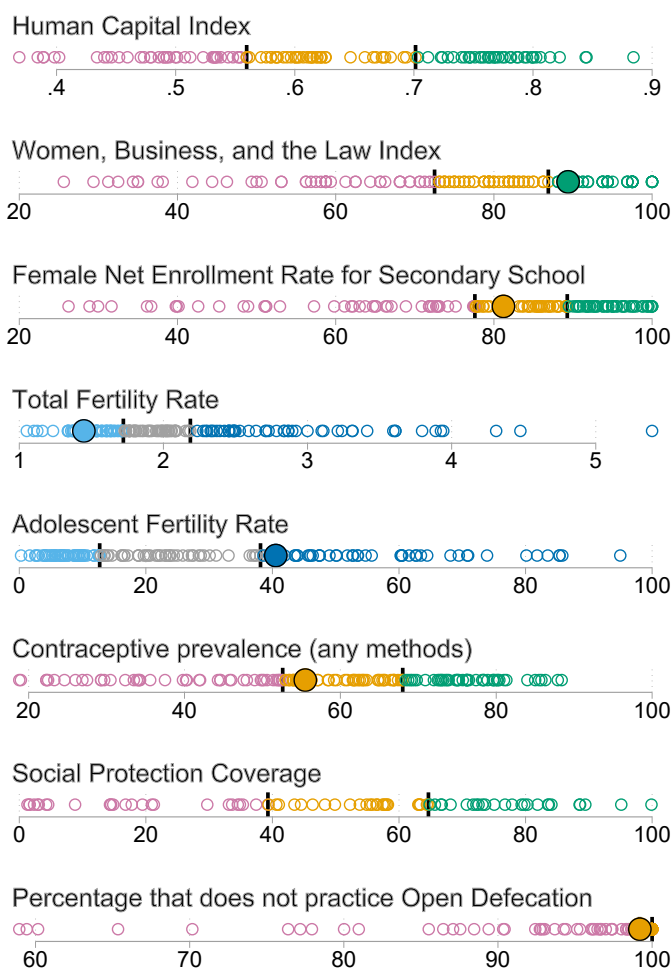 Human Capital Index
.4 .5 .6 .7 .8 .9
Women, Business, and the Law Index
20 40 60 80 100
Female Net Enrollment Rate for Secondary School
20 40 60 80 100
Total Fertility Rate
1 2 3 4 5
Adolescent Fertility Rate
0 20 40 60 80 100
Contraceptive prevalence (any methods)
20 40 60 80 100
Social Protection Coverage
0 20 40 60 80 100
Percentage that does not practice Open Defecation
60 70 80 90 100